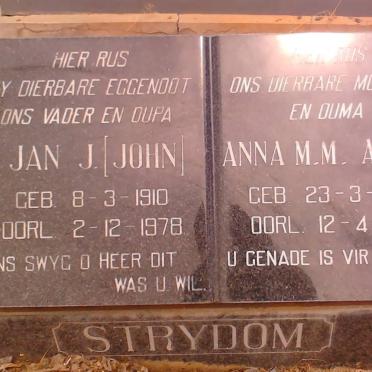 HIER RUS
DIERBARE EGGENOOT
ONS VADER EN OUPA
JAN J. [JOHN]
GEB. 8-3-1910
OORL. 2-12-1978
ONS SWYG O HEER DIT
WAS U WIL.
HIER RUS
ONS DIERBARE
EN OUMA
ANNA M.M. A
GEB 23-3-
OORL. 12-4
U GENADE IS VIR
STRYDOM